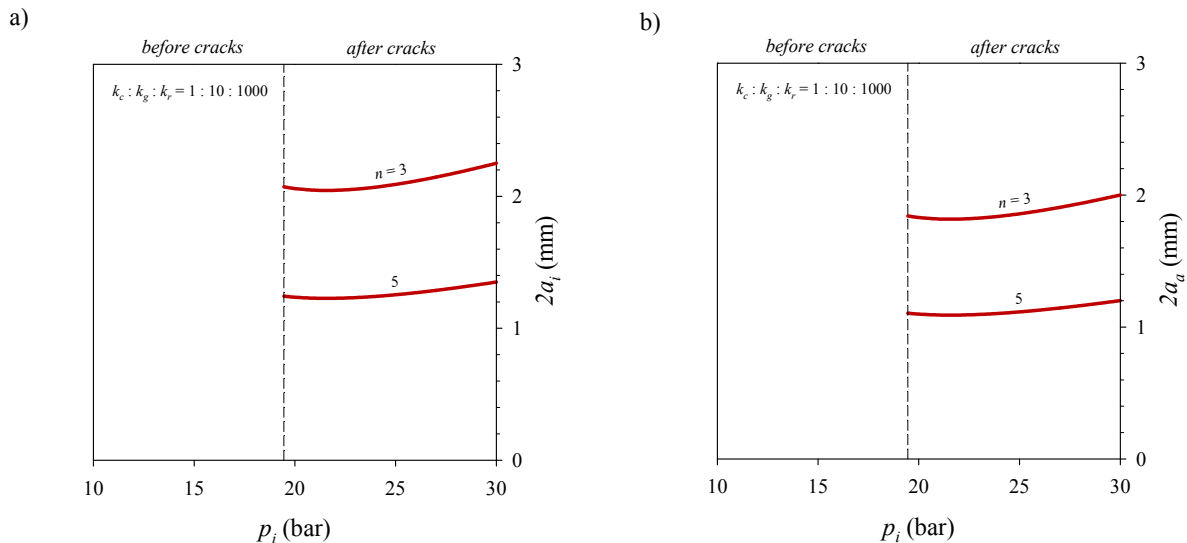 a)
before cracks after cracks
k_c : k_g : k_r = 1 : 10 : 1000
n = 3
5
3
2
1
0
2a_i (mm)
10 15 20 25 30
p_i (bar)
b)
before cracks after cracks
k_c : k_g : k_r = 1 : 10 : 1000
n = 3
5
3
2
1
0
2a_a (mm)
10 15 20 25 30
p_i (bar)